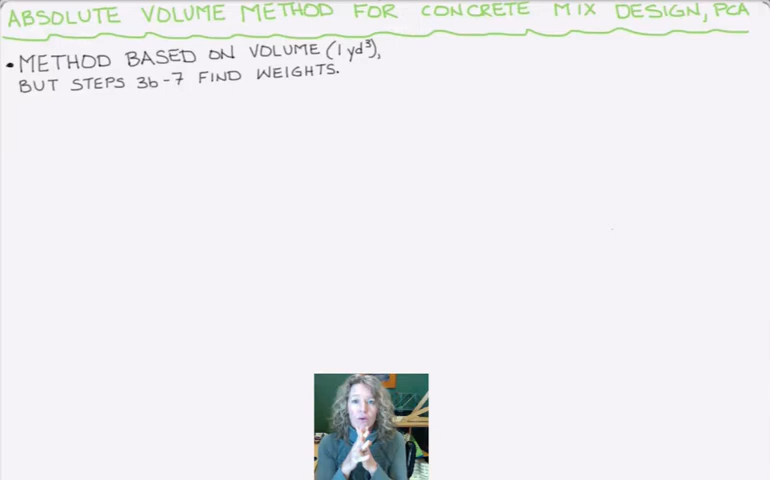 ABSOLUTE VOLUME METHOD FOR CONCRETE MIX DESIGN, PCA
• METHOD BASED ON VOLUME (1 yd³),
BUT STEPS 3b-7 FIND WEIGHTS.